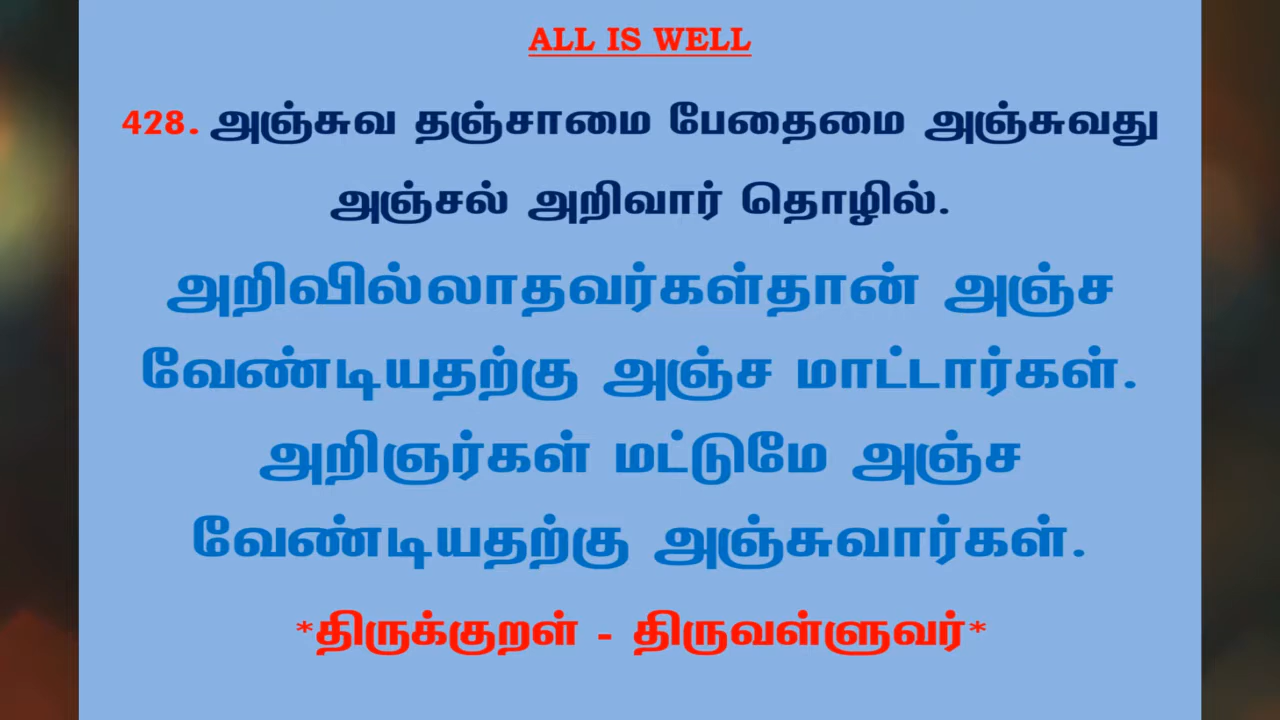 ALL IS WELL
428. அஞ்சுவ தஞ்சாமை பேதைமை அஞ்சுவது
அஞ்சல் அறிவார் தொழில்.
அறிவில்லாதவர்கள்தான் அஞ்ச
வேண்டியதற்கு அஞ்ச மாட்டார்கள்.
அறிஞர்கள் மட்டுமே அஞ்ச
வேண்டியதற்கு அஞ்சுவார்கள்.
*திருக்குறள் - திருவள்ளுவர்*